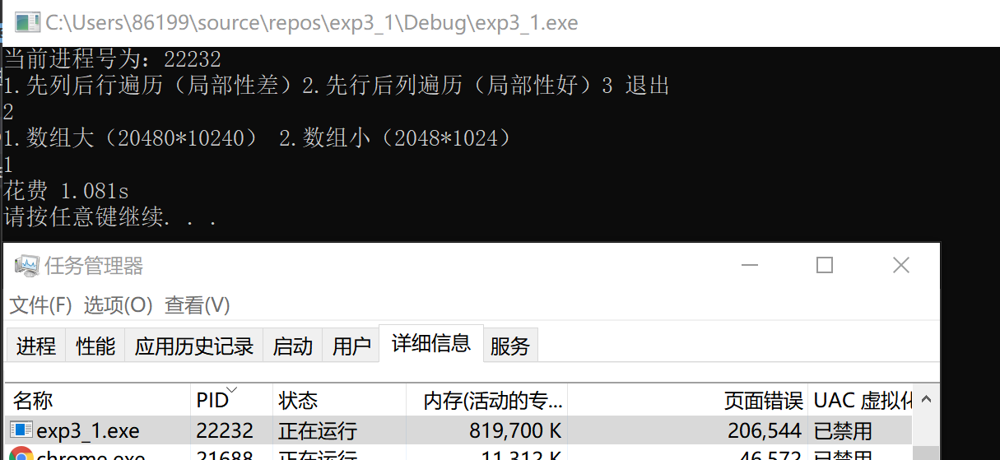 C:\Users\86199\source\repos\exp3_1\Debug\exp3_1.exe
当前进程号为：22232
1.先列后行遍历（局部性差）2.先行后列遍历（局部性好）3 退出
2
1.数组大（20480*10240） 2.数组小（2048*1024）
1
花费 1.081s
请按任意键继续. . .
任务管理器
文件(F) 选项(O) 查看(V)
进程 性能 应用历史记录 启动 用户 详细信息 服务
名称 PID 状态 内存(活动的专... 页面错误 UAC 虚拟化
exp3_1.exe 22232 正在运行 819,700 K 206,544 已禁用
chrome.exe 21688 正在运行 11,312 K 46,572 已禁用